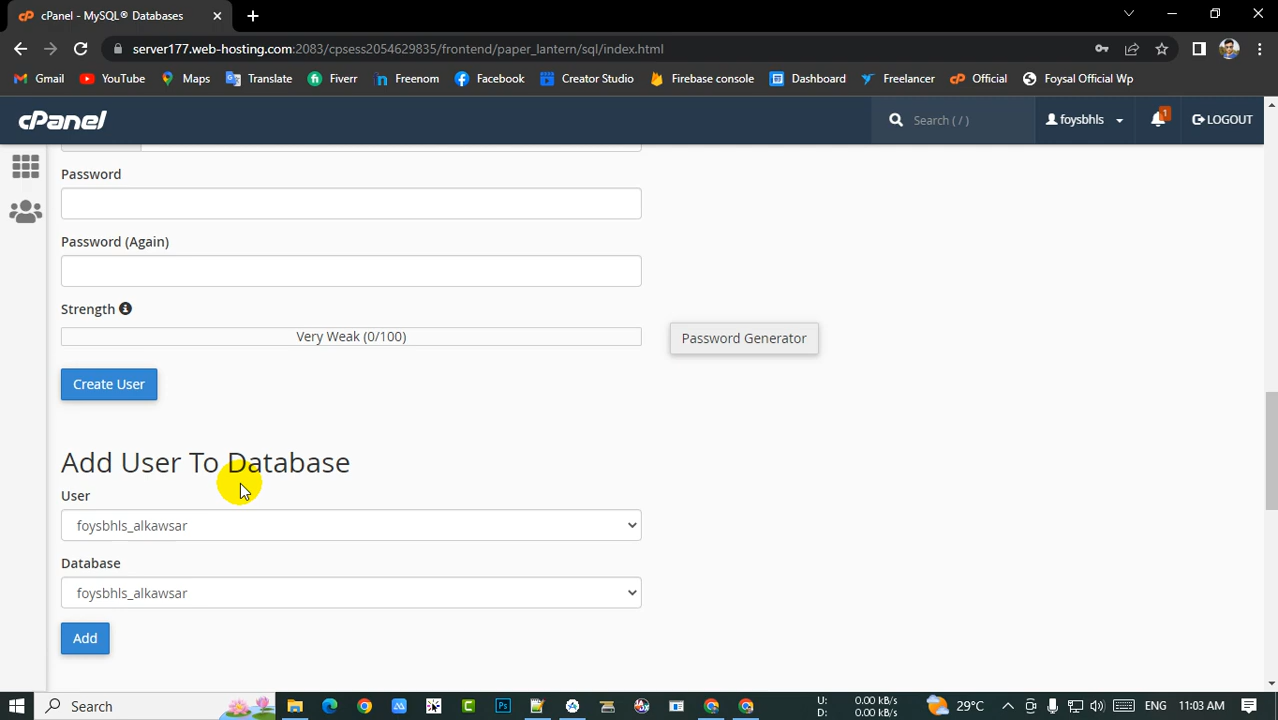 cPanel - MySQL® Databases
server177.web-hosting.com:2083/cpsess2054629835/frontend/paper_lantern/sql/index.html
Gmail YouTube Maps Translate Fiverr Freenom Facebook Creator Studio Firebase console Dashboard Freelancer Official Foysal Official Wp
cPanel Search ( / ) foysbhls 1 LOGOUT
Password
Password (Again)
Strength
Very Weak (0/100)
Password Generator
Create User
Add User To Database
User
foysbhls_alkawsar
Database
foysbhls_alkawsar
Add
Search Ps U: 0.00 kB/s 29°C ENG 11:03 AM
D: 0.00 kB/s